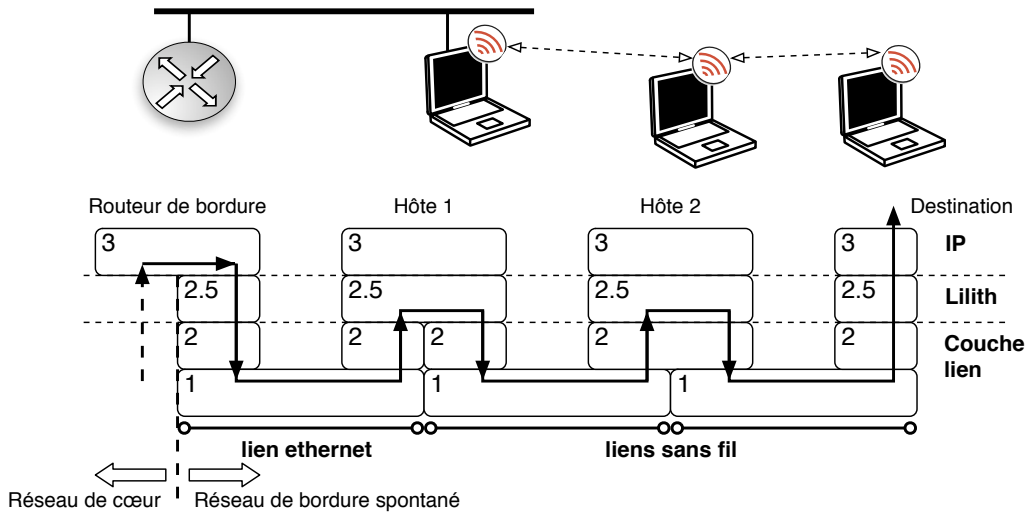 Routeur de bordure Hôte 1 Hôte 2 Destination
3 3 3 3 IP
2.5 2.5 2.5 2.5 Lilith
2 2 2 2 2 Couche lien
1 1 1
lien ethernet liens sans fil
Réseau de cœur Réseau de bordure spontané